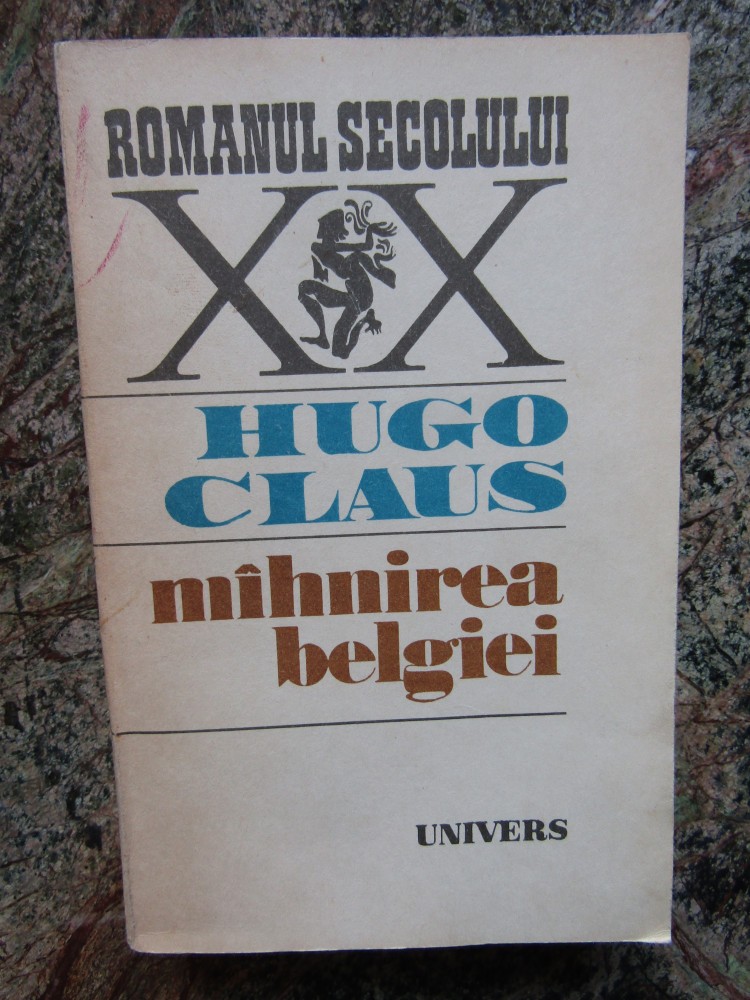 ROMANUL SECOLULUI
XX
HUGO
CLAUS
mîhnirea
belgiei
UNIVERS